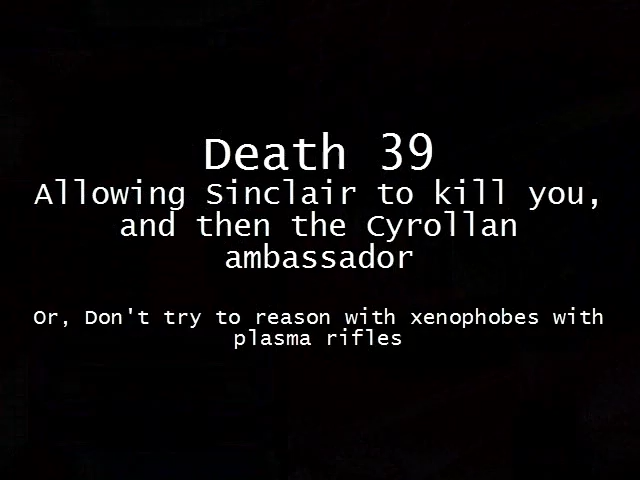 Death 39
Allowing Sinclair to kill you,
and then the Cyrollan
ambassador
Or, Don't try to reason with xenophobes with
plasma rifles